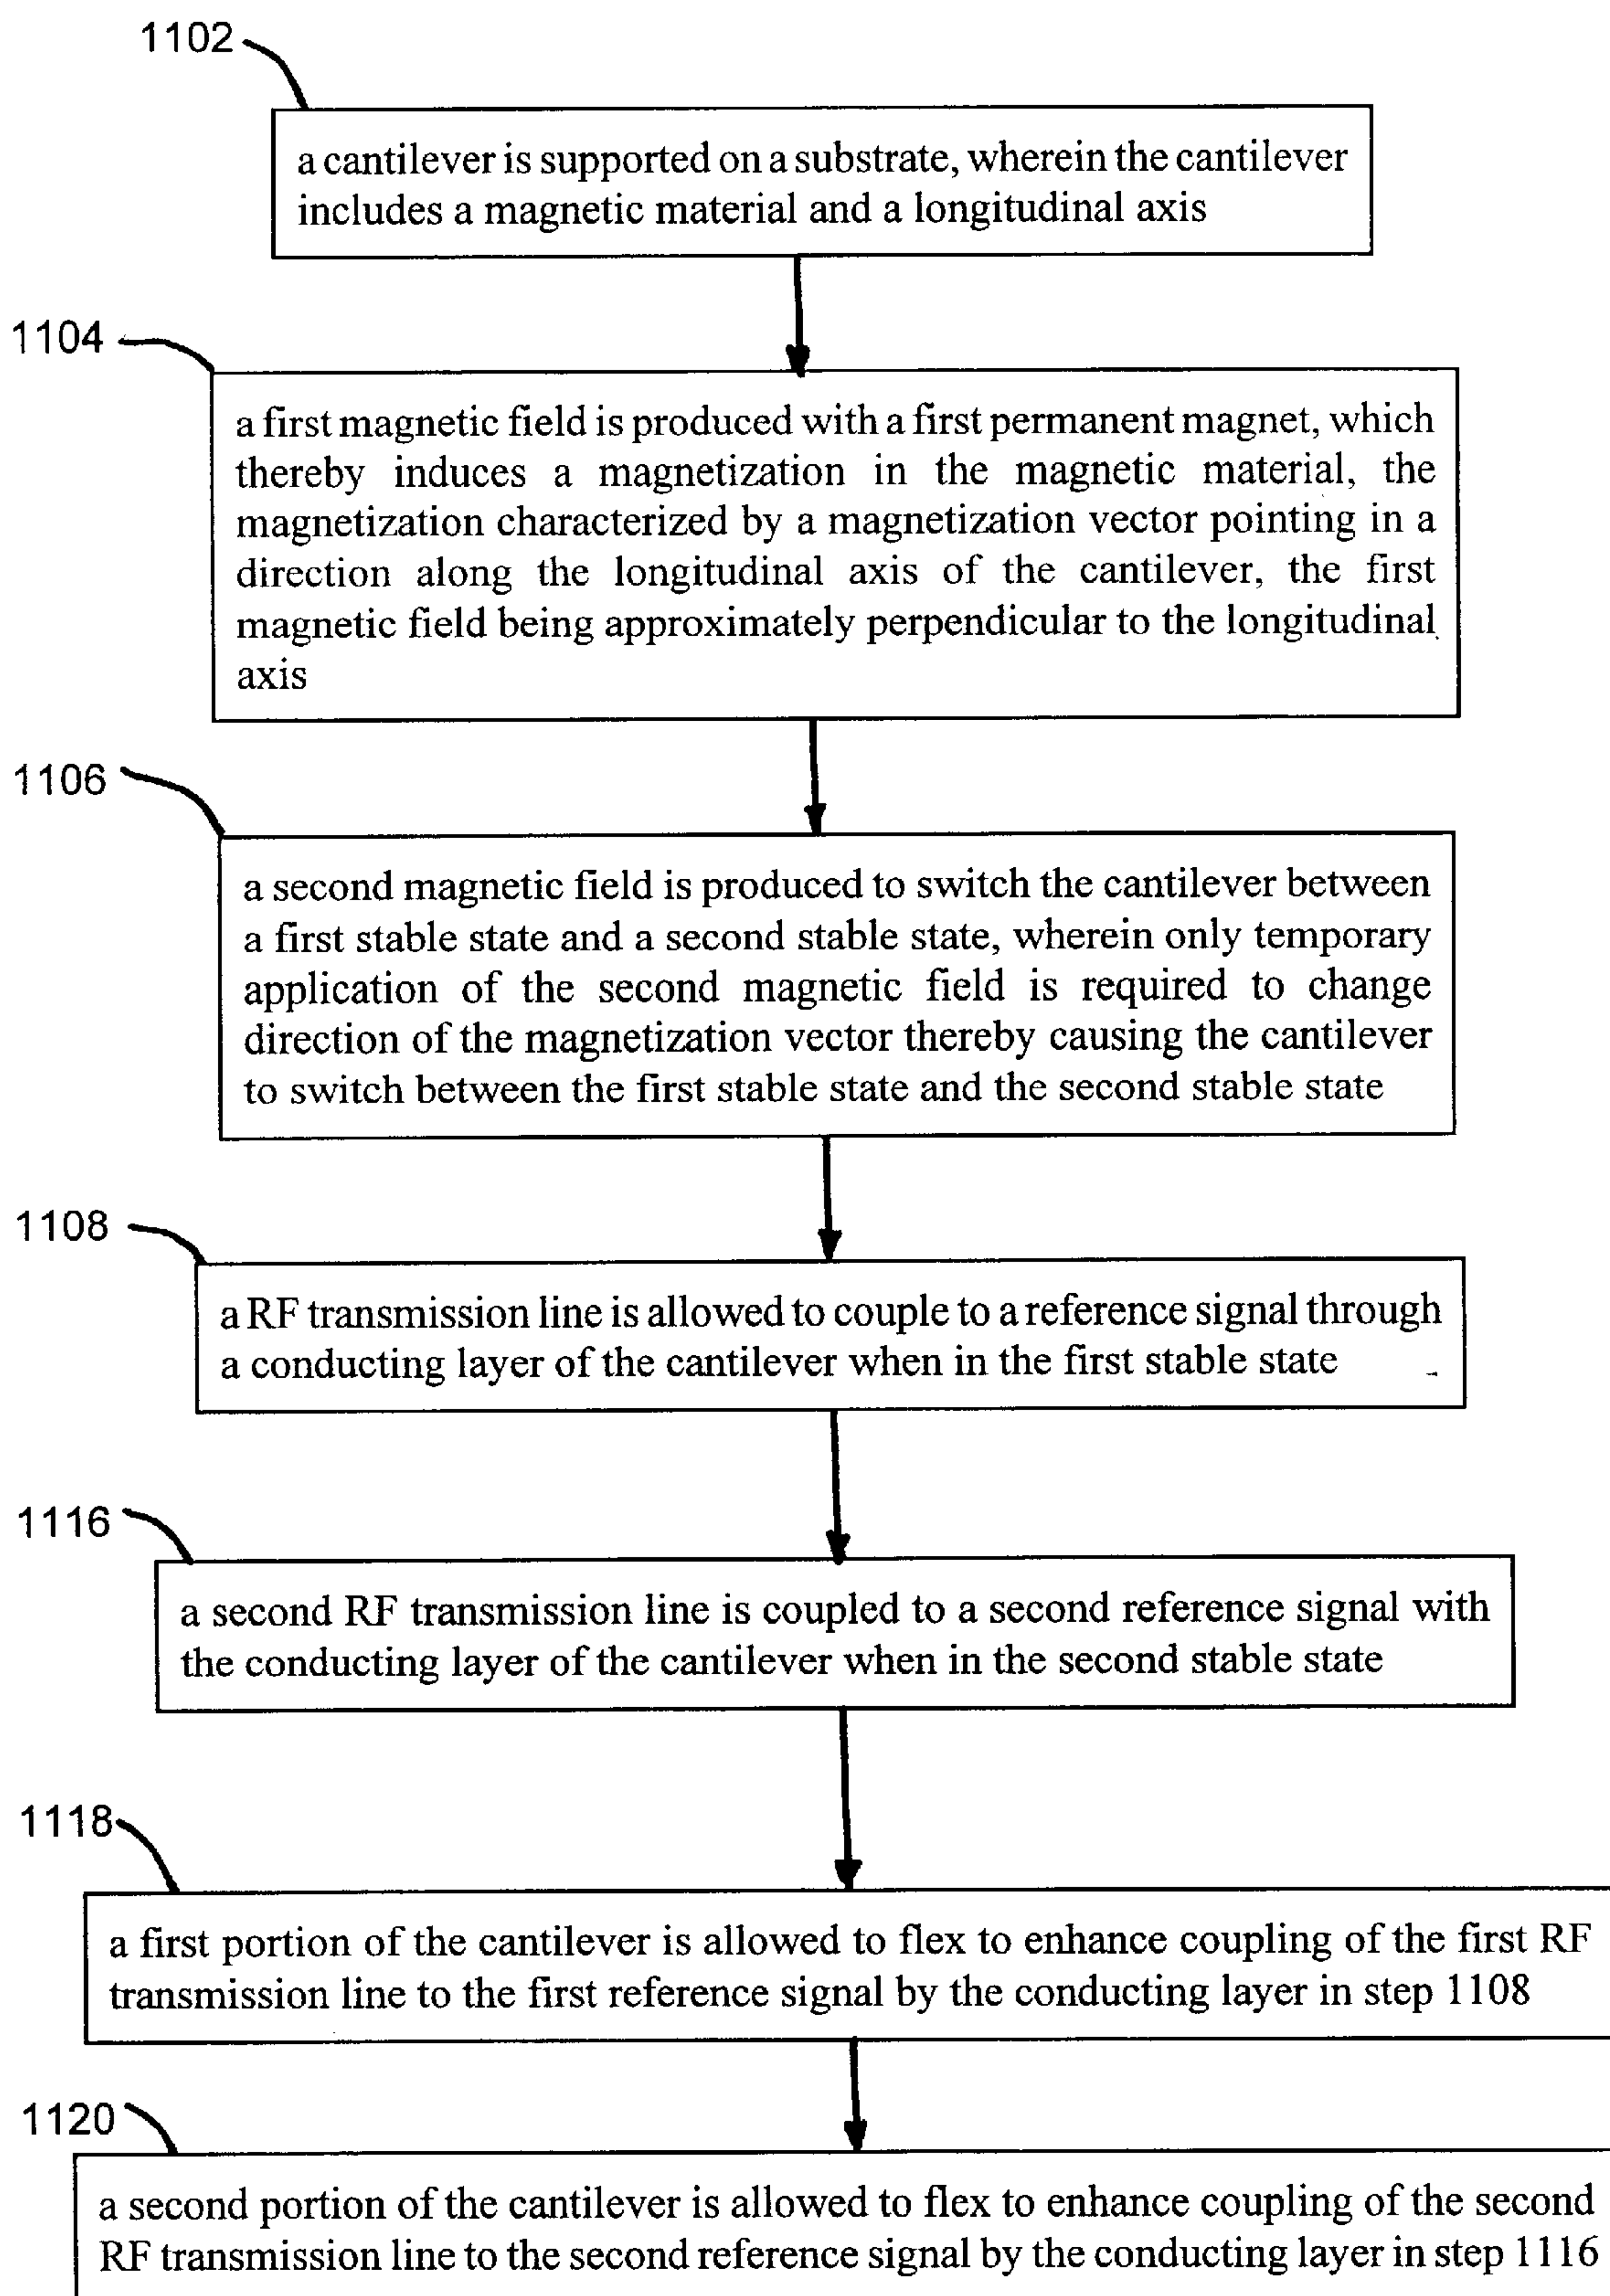 1102
a cantilever is supported on a substrate, wherein the cantilever
includes a magnetic material and a longitudinal axis
1104
a first magnetic field is produced with a first permanent magnet, which
thereby induces a magnetization in the magnetic material, the
magnetization characterized by a magnetization vector pointing in a
direction along the longitudinal axis of the cantilever, the first
magnetic field being approximately perpendicular to the longitudinal
axis
1106
a second magnetic field is produced to switch the cantilever between
a first stable state and a second stable state, wherein only temporary
application of the second magnetic field is required to change
direction of the magnetization vector thereby causing the cantilever
to switch between the first stable state and the second stable state
1108
a RF transmission line is allowed to couple to a reference signal through
a conducting layer of the cantilever when in the first stable state
1116
a second RF transmission line is coupled to a second reference signal with
the conducting layer of the cantilever when in the second stable state
1118
a first portion of the cantilever is allowed to flex to enhance coupling of the first RF
transmission line to the first reference signal by the conducting layer in step 1108
1120
a second portion of the cantilever is allowed to flex to enhance coupling of the second
RF transmission line to the second reference signal by the conducting layer in step 1116